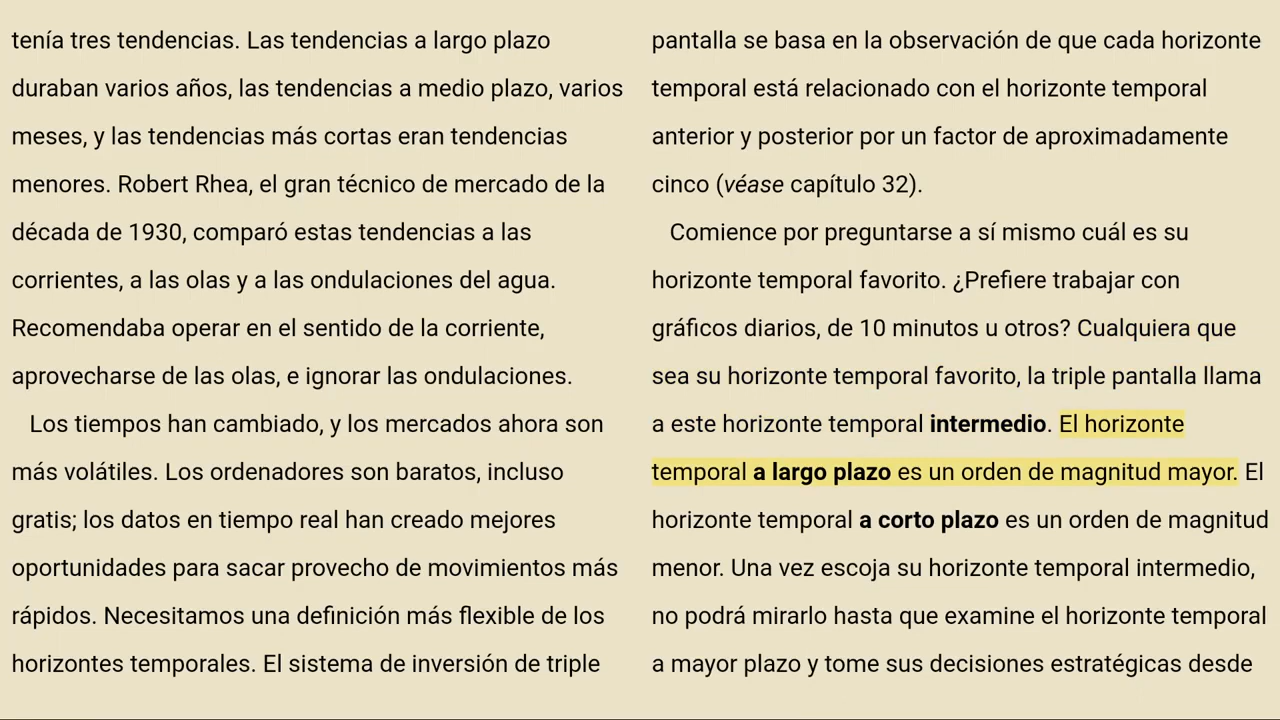 tenía tres tendencias. Las tendencias a largo plazo
duraban varios años, las tendencias a medio plazo, varios
meses, y las tendencias más cortas eran tendencias
menores. Robert Rhea, el gran técnico de mercado de la
década de 1930, comparó estas tendencias a las
corrientes, a las olas y a las ondulaciones del agua.
Recomendaba operar en el sentido de la corriente,
aprovecharse de las olas, e ignorar las ondulaciones.
Los tiempos han cambiado, y los mercados ahora son
más volátiles. Los ordenadores son baratos, incluso
gratis; los datos en tiempo real han creado mejores
oportunidades para sacar provecho de movimientos más
rápidos. Necesitamos una definición más flexible de los
horizontes temporales. El sistema de inversión de triple
pantalla se basa en la observación de que cada horizonte
temporal está relacionado con el horizonte temporal
anterior y posterior por un factor de aproximadamente
cinco (véase capítulo 32).
Comience por preguntarse a sí mismo cuál es su
horizonte temporal favorito. ¿Prefiere trabajar con
gráficos diarios, de 10 minutos u otros? Cualquiera que
sea su horizonte temporal favorito, la triple pantalla llama
a este horizonte temporal intermedio. El horizonte
temporal a largo plazo es un orden de magnitud mayor. El
horizonte temporal a corto plazo es un orden de magnitud
menor. Una vez escoja su horizonte temporal intermedio,
no podrá mirarlo hasta que examine el horizonte temporal
a mayor plazo y tome sus decisiones estratégicas desde